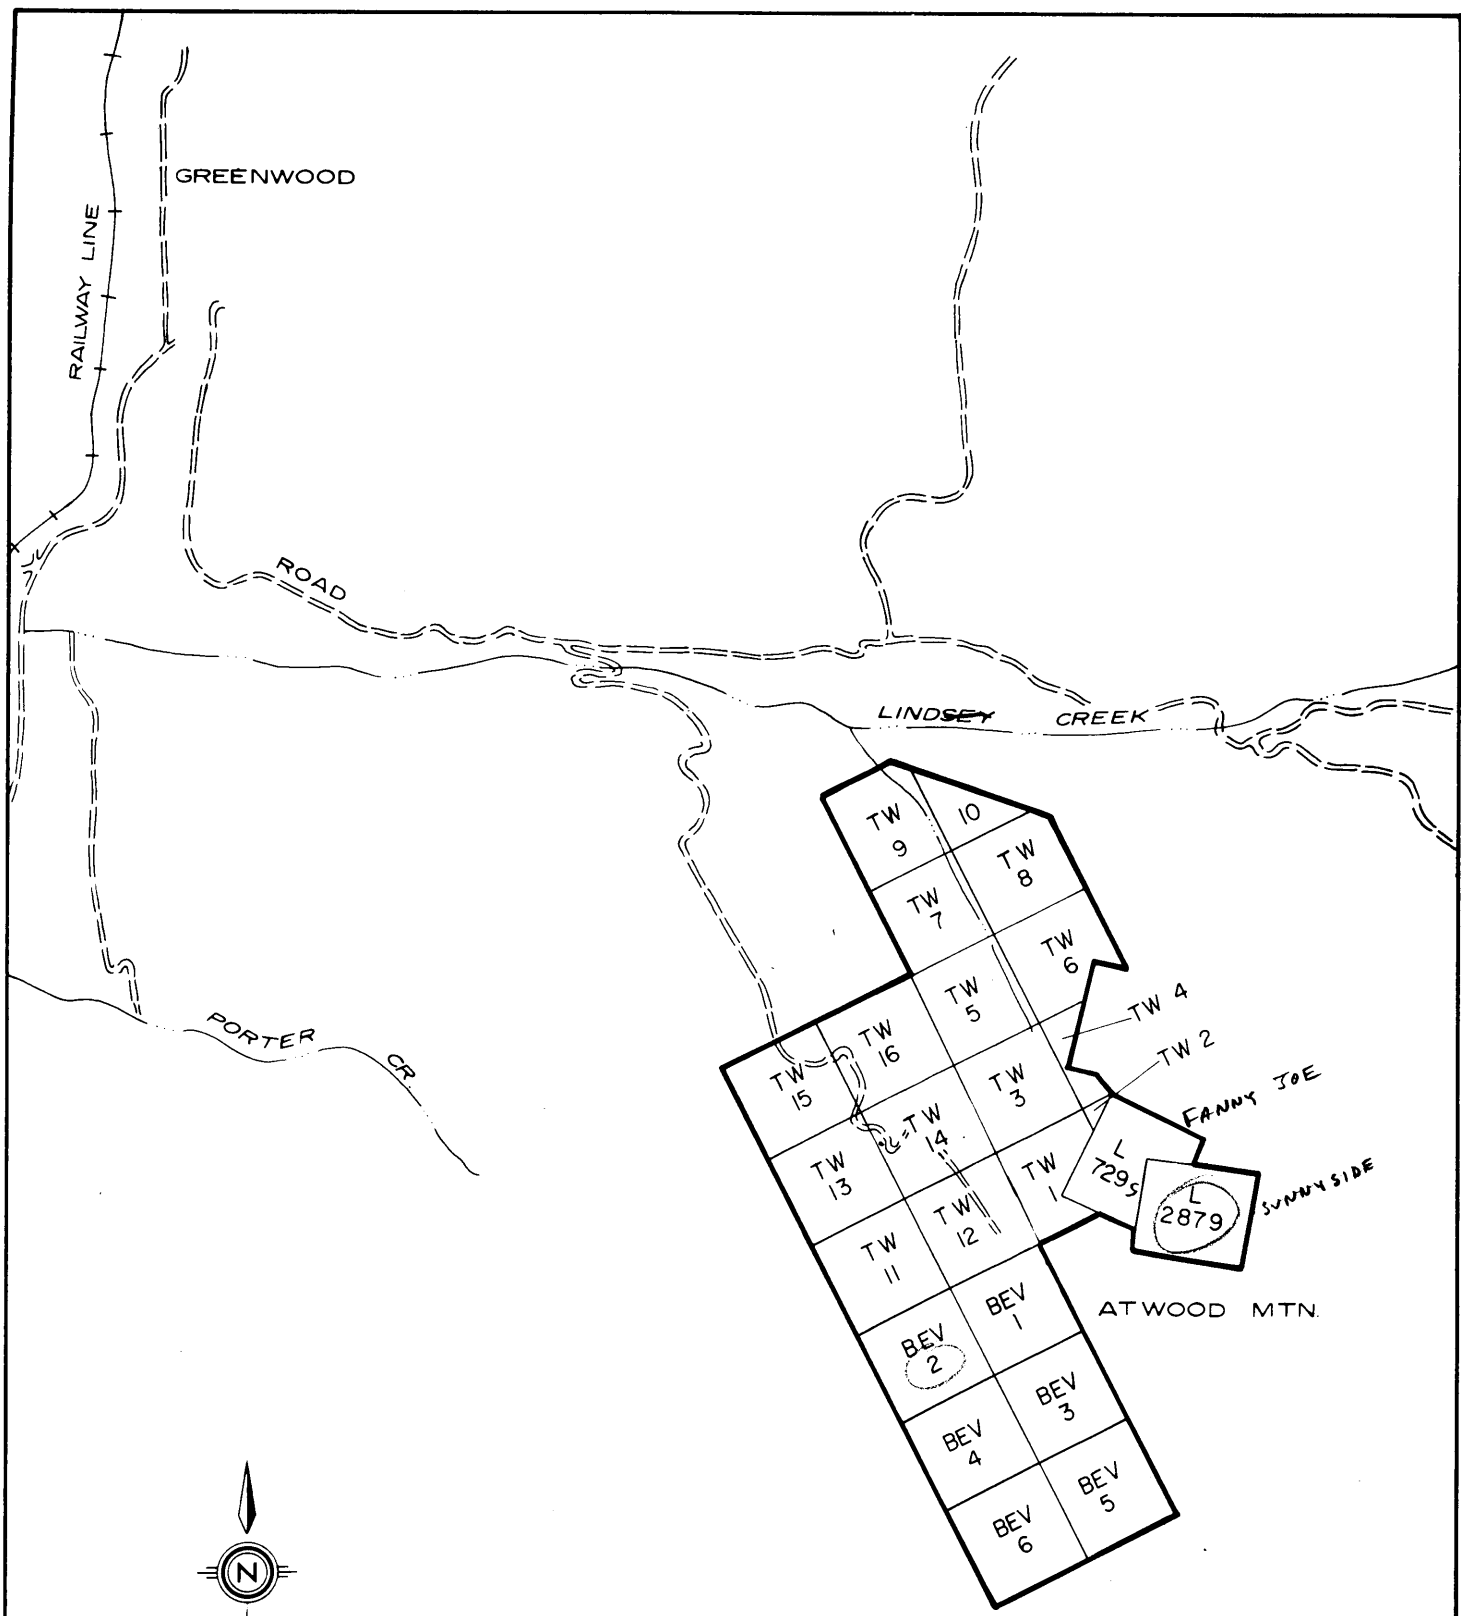 GREENWOOD
RAILWAY LINE
ROAD
LINDSEY CREEK
TW
9
10
TW
8
TW
7
TW
6
TW
5
TW 4
TW
16
TW 2
TW
15
TW
3
FANNY JOE
TW
14
L
729s
TW
13
TW
1
SUNNYSIDE
L
2879
TW
12
TW
11
PORTER CR.
BEV
1
ATWOOD MTN.
BEV
2
BEV
3
BEV
4
BEV
5
BEV
6
N